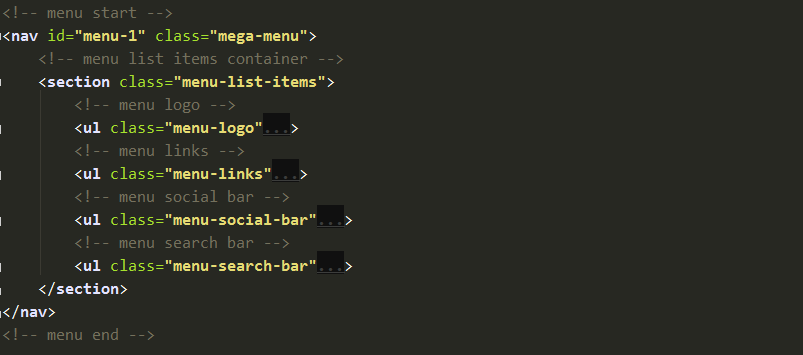 <!-- menu start -->
<nav id="menu-1" class="mega-menu">
<!-- menu list items container -->
<section class="menu-list-items">
<!-- menu logo -->
<ul class="menu-logo"...>
<!-- menu links -->
<ul class="menu-links"...>
<!-- menu social bar -->
<ul class="menu-social-bar"...>
<!-- menu search bar -->
<ul class="menu-search-bar"...>
</section>
</nav>
<!-- menu end -->